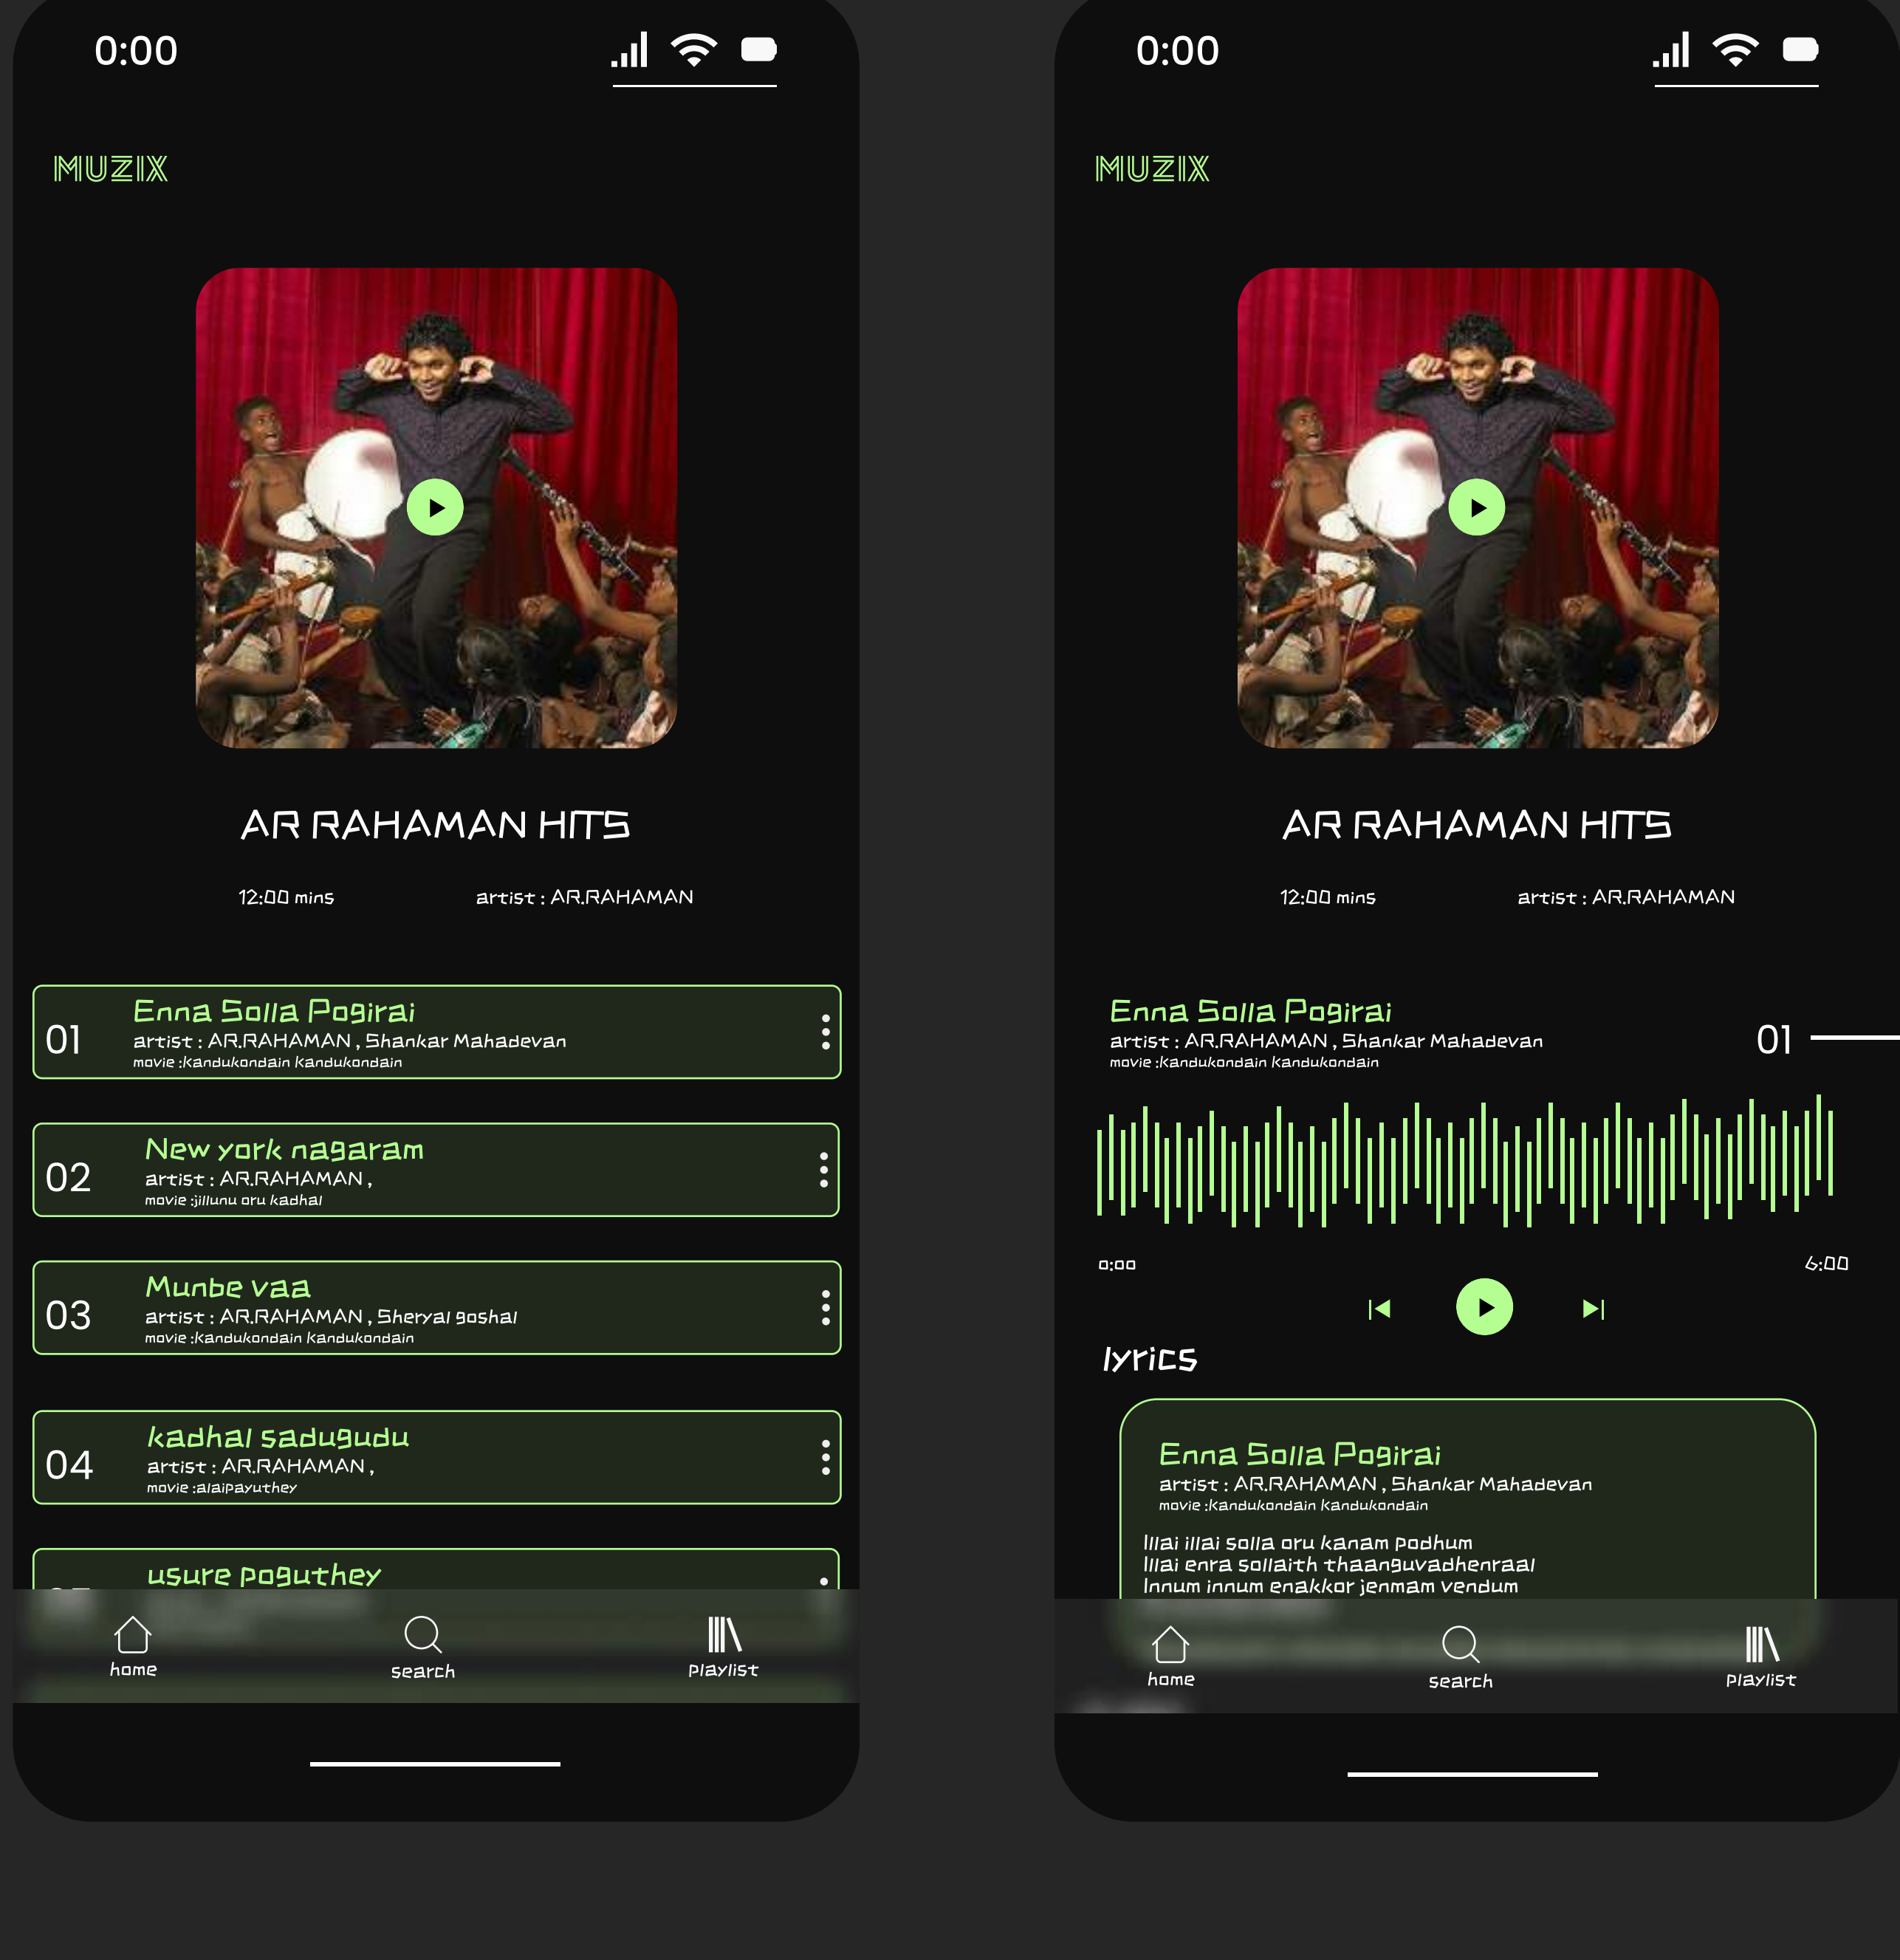 0:00
MUZIX
AR RAHAMAN HITS
12:00 mins
artist : AR.RAHAMAN
01
Enna Solla Pogirai
artist : AR.RAHAMAN , Shankar Mahadevan
movie :kandukondain kandukondain
02
New york nagaram
artist : AR.RAHAMAN ,
movie :jillunu oru kadhal
03
Munbe vaa
artist : AR.RAHAMAN , Sheryal goshal
movie :kandukondain kandukondain
04
kadhal sadugudu
artist : AR.RAHAMAN ,
movie :alaipayuthey
usure poguthey
home
search
playlist
0:00
MUZIX
AR RAHAMAN HITS
12:00 mins
artist : AR.RAHAMAN
Enna Solla Pogirai
artist : AR.RAHAMAN , Shankar Mahadevan
movie :kandukondain kandukondain
01
0:00
6:00
lyrics
Enna Solla Pogirai
artist : AR.RAHAMAN , Shankar Mahadevan
movie :kandukondain kandukondain
Illai illai solla oru kanam podhum
Illai enra sollaith thaanguvadhenraal
Innum innum enakkor jenmam vendum
home
search
playlist